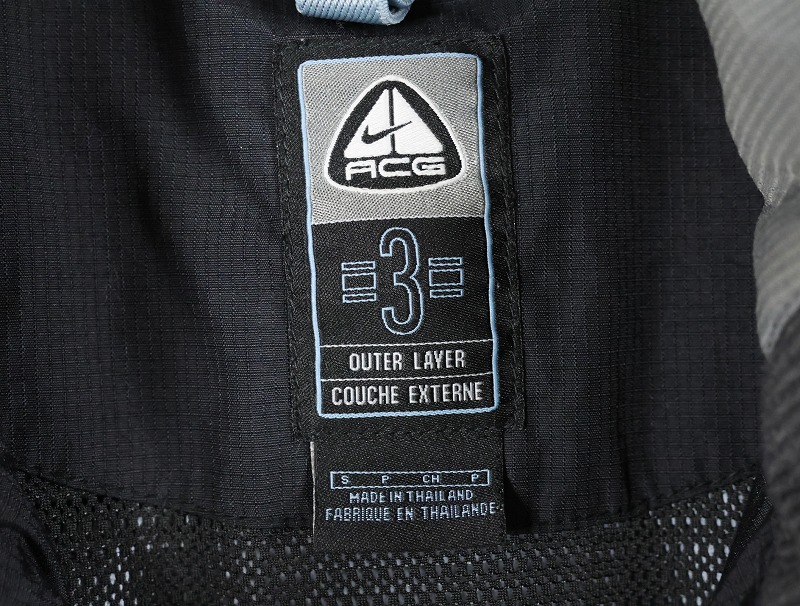 ACG
3
OUTER LAYER
COUCHE EXTERNE
S P CH P
MADE IN THAILAND
FABRIQUE EN THAILANDE